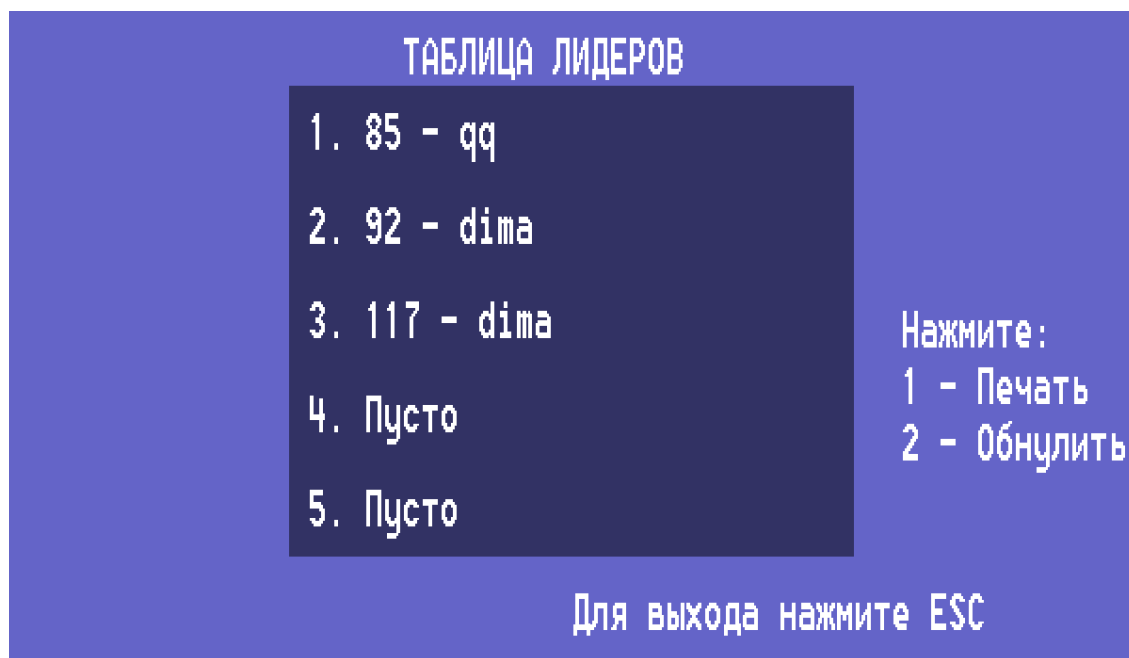 ТАБЛИЦА ЛИДЕРОВ
1. 85 - qq
2. 92 - dima
3. 117 - dima
4. Пусто
5. Пусто
Нажмите:
1 - Печать
2 - Обнулить
Для выхода нажмите ESC